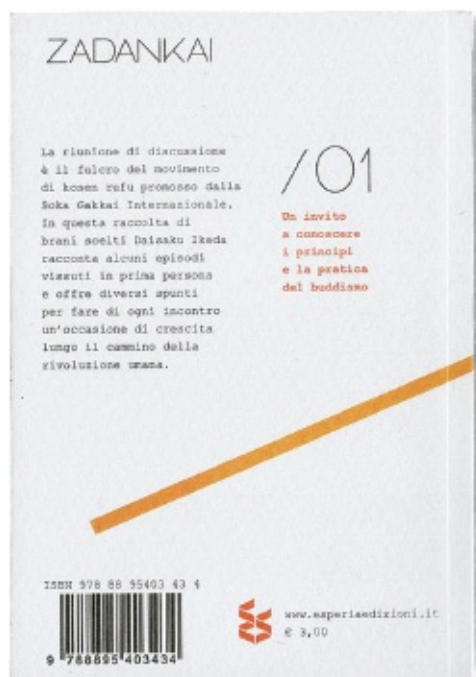 ZADANKAI
La riunione di discussione
è il fulcro del movimento
di kosen rufu promosso dalla
Soka Gakkai Internazionale.
In questa raccolta di
brani scelti Daisaku Ikeda
racconta alcuni episodi
vissuti in prima persona
e offre diversi spunti
per fare di ogni incontro
un'occasione di crescita
lungo il cammino della
rivoluzione umana.
/01
Un invito
a conoscere
i principi
e la pratica
del buddismo
ISBN 978 88 95403 43 4
9 788895 403434
www.esperiaedizioni.it
€ 3,00